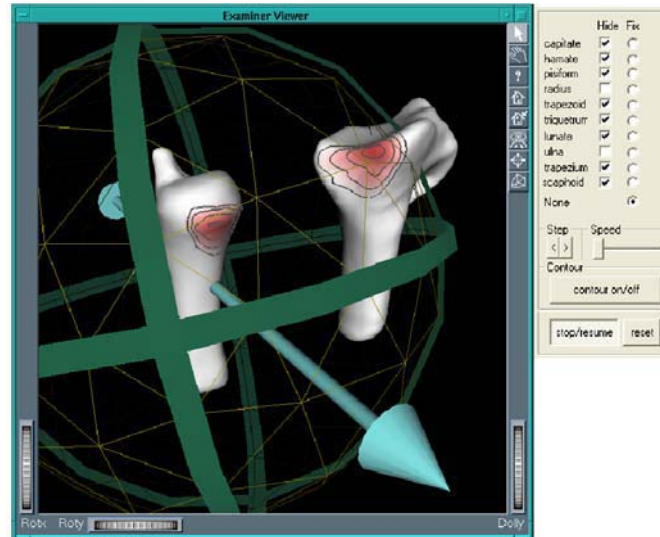 Examiner Viewer
Hide Fix
capitate
hamate
pisiform
radius
trapezoid
triquetrum
lunate
ulna
trapezium
scaphoid
None
Step Speed
< >
Contour
contour on/off
stop/resume reset
?
Rotx Roty Dolly